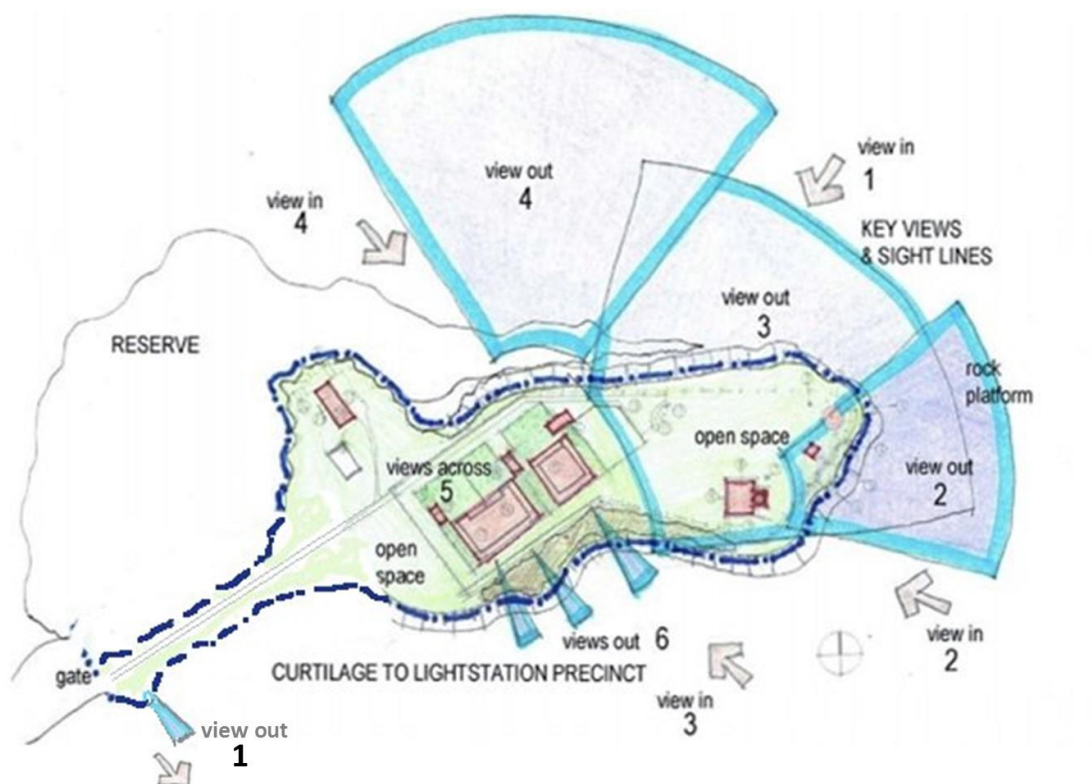 view out
4
view in
1
view in
4
KEY VIEWS
& SIGHT LINES
view out
3
RESERVE
rock
platform
open space
views across
5
view out
2
open
space
views out 6
view in
2
gate
CURTILAGE TO LIGHTSTATION PRECINCT
view in
3
view out
1